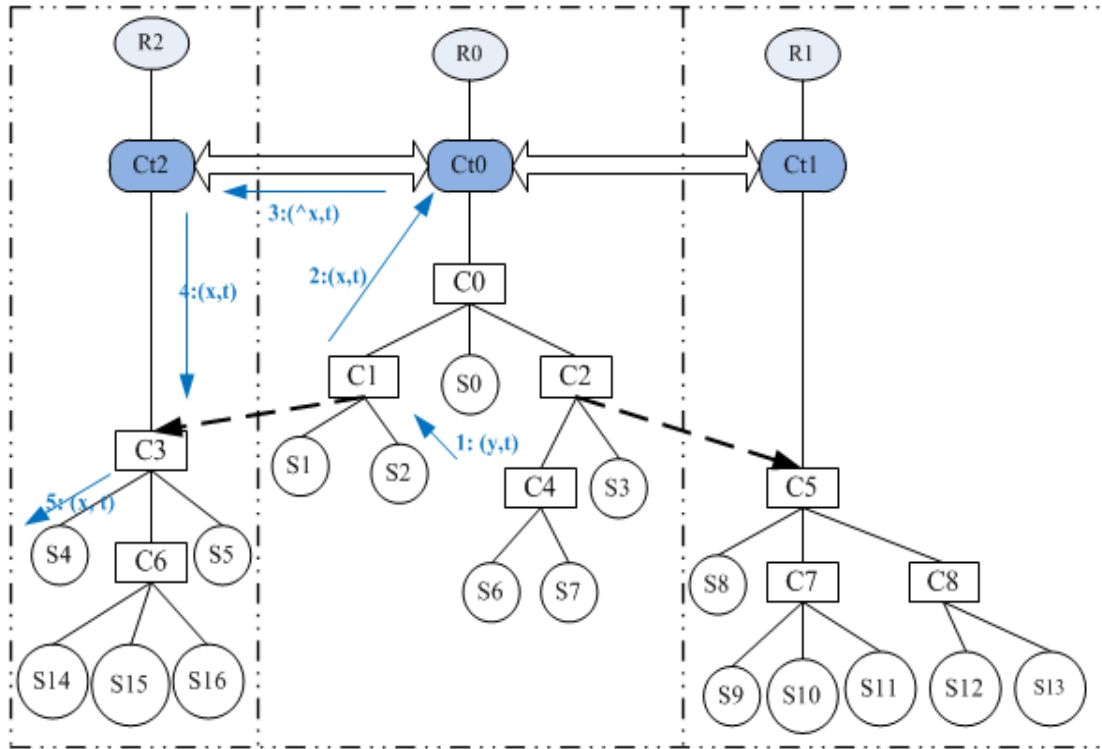 R2
R0
R1
Ct2
Ct0
Ct1
3:(^x,t)
2:(x,t)
4:(x,t)
C0
C1
S0
C2
1: (y,t)
C3
S1
S2
C4
S3
C5
5: (x, t)
S4
C6
S5
S6
S7
S8
C7
C8
S14
S15
S16
S9
S10
S11
S12
S13